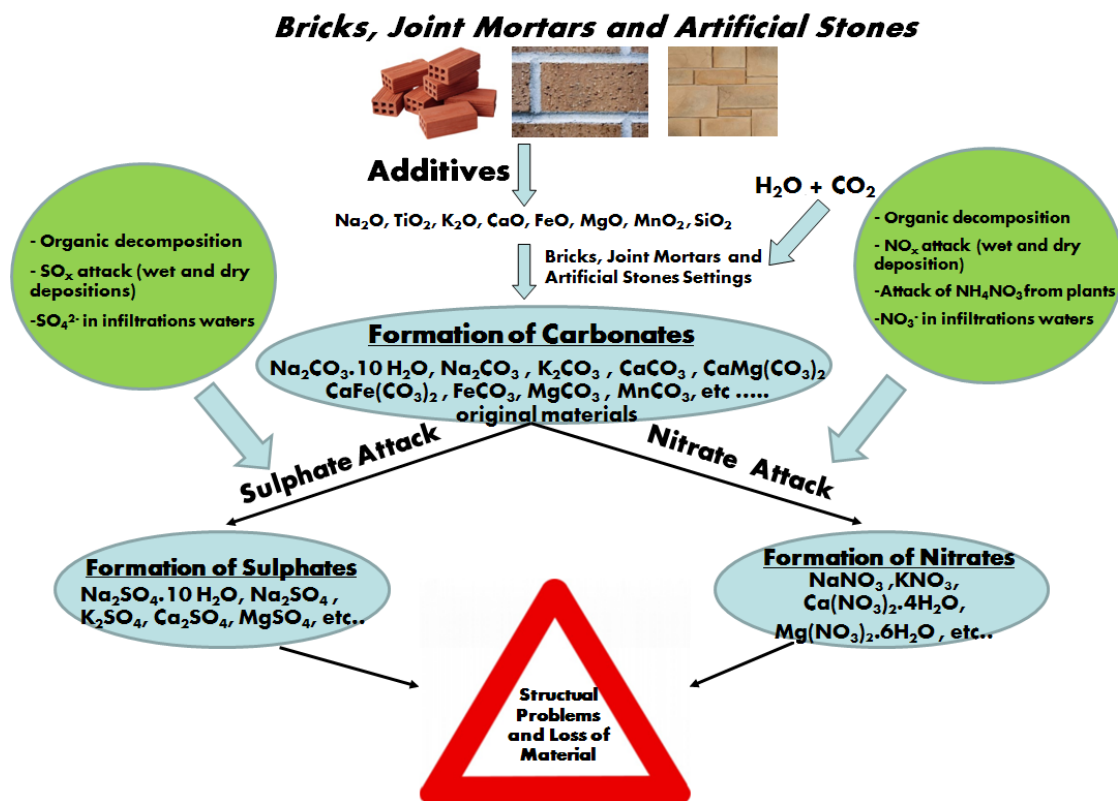 Bricks, Joint Mortars and Artificial Stones
Additives
H₂O + CO₂
Na₂O, TiO₂, K₂O, CaO, FeO, MgO, MnO₂, SiO₂
Bricks, Joint Mortars and
Artificial Stones Settings
- Organic decomposition
- SOₓ attack (wet and dry
depositions)
-SO₄²⁻ in infiltrations waters
- Organic decomposition
- NOₓ attack (wet and dry
deposition)
-Attack of NH₄NO₃ from plants
-NO₃⁻ in infiltrations waters
Formation of Carbonates
Na₂CO₃.10 H₂O, Na₂CO₃ , K₂CO₃ , CaCO₃ , CaMg(CO₃)₂
CaFe(CO₃)₂ , FeCO₃, MgCO₃ , MnCO₃, etc .....
original materials
Sulphate Attack
Nitrate Attack
Formation of Sulphates
Na₂SO₄.10 H₂O, Na₂SO₄ ,
K₂SO₄, Ca₂SO₄, MgSO₄, etc..
Formation of Nitrates
NaNO₃ ,KNO₃,
Ca(NO₃)₂.4H₂O,
Mg(NO₃)₂.6H₂O , etc..
Structual
Problems
and Loss of
Material